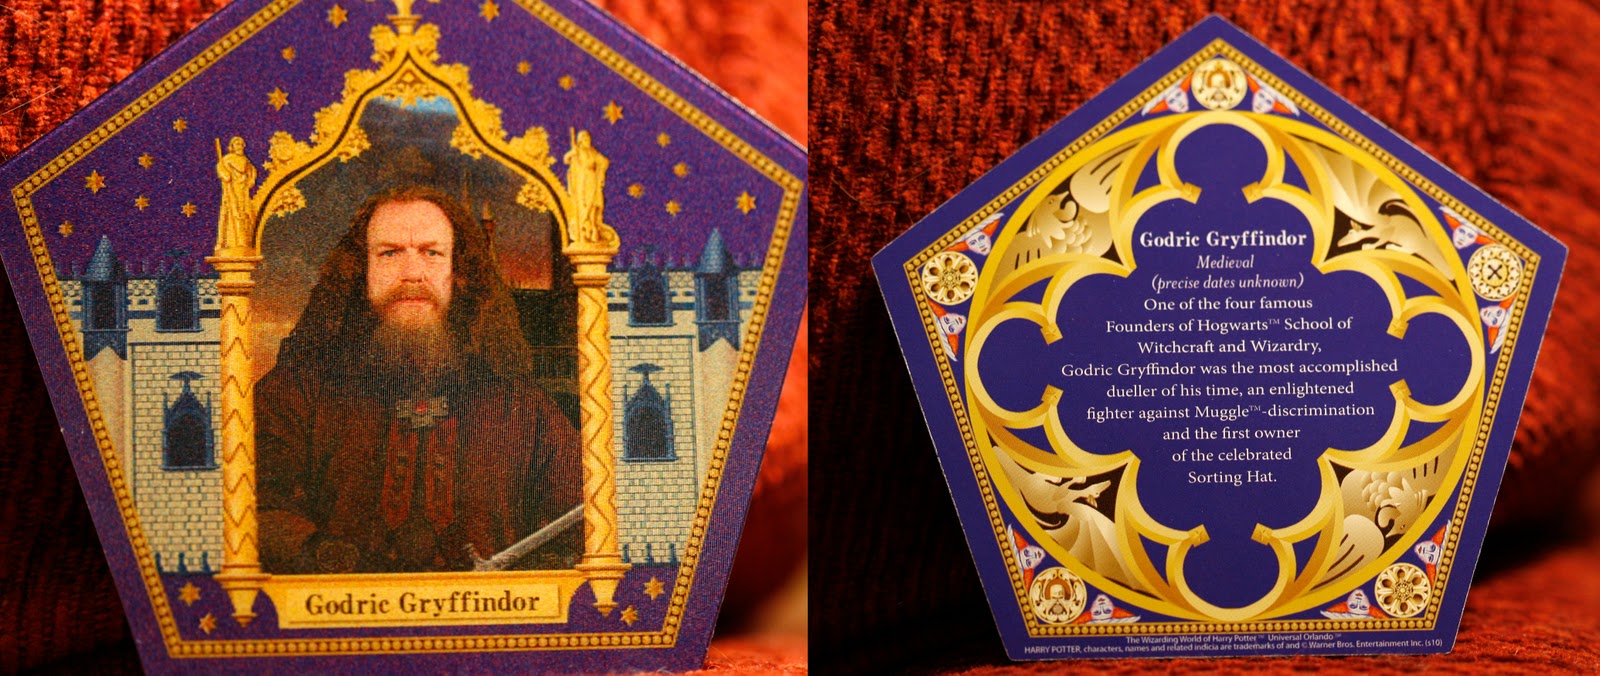 Godric Gryffindor
Godric Gryffindor
Medieval
(precise dates unknown)
One of the four famous
Founders of Hogwarts™ School of
Witchcraft and Wizardry,
Godric Gryffindor was the most accomplished
dueller of his time, an enlightened
fighter against Muggle™-discrimination
and the first owner
of the celebrated
Sorting Hat.
The Wizarding World of Harry Potter™ Universal Orlando™
HARRY POTTER, characters, names and related indicia are trademarks of and © Warner Bros. Entertainment Inc. (s10)